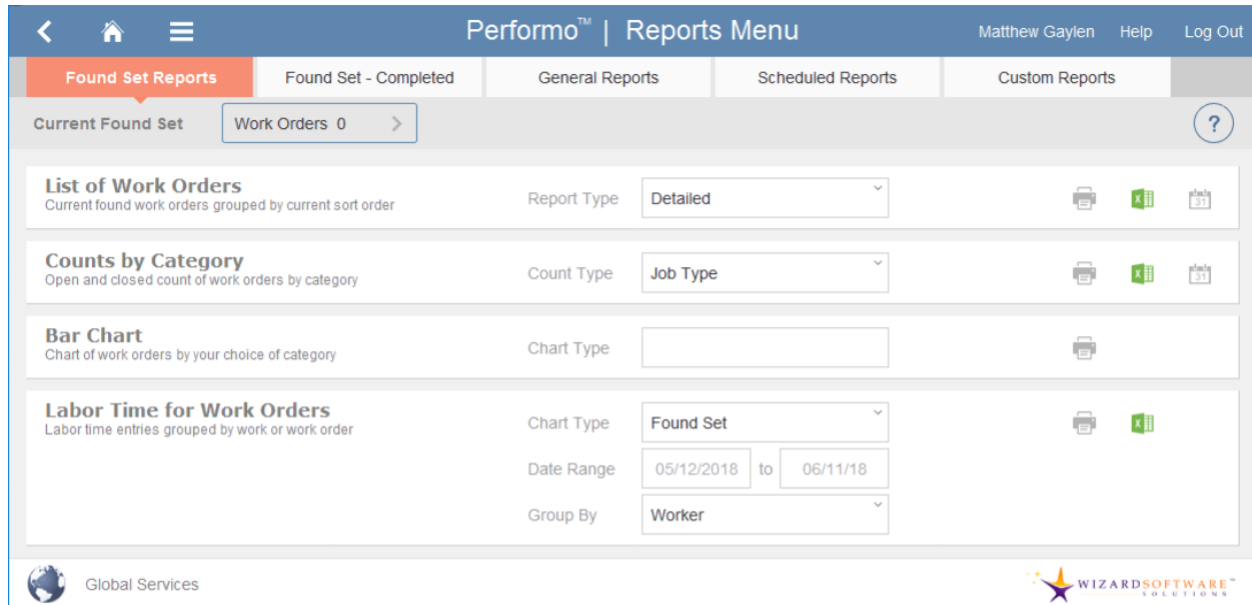 Performo™ | Reports Menu
Matthew Gaylen Help Log Out
Found Set Reports Found Set - Completed General Reports Scheduled Reports Custom Reports
Current Found Set Work Orders 0 > ?
List of Work Orders
Current found work orders grouped by current sort order
Report Type Detailed
31
Counts by Category
Open and closed count of work orders by category
Count Type Job Type
31
Bar Chart
Chart of work orders by your choice of category
Chart Type
Labor Time for Work Orders
Labor time entries grouped by work or work order
Chart Type Found Set
Date Range 05/12/2018 to 06/11/18
Group By Worker
Global Services
WIZARDSOFTWARE™
SOLUTIONS